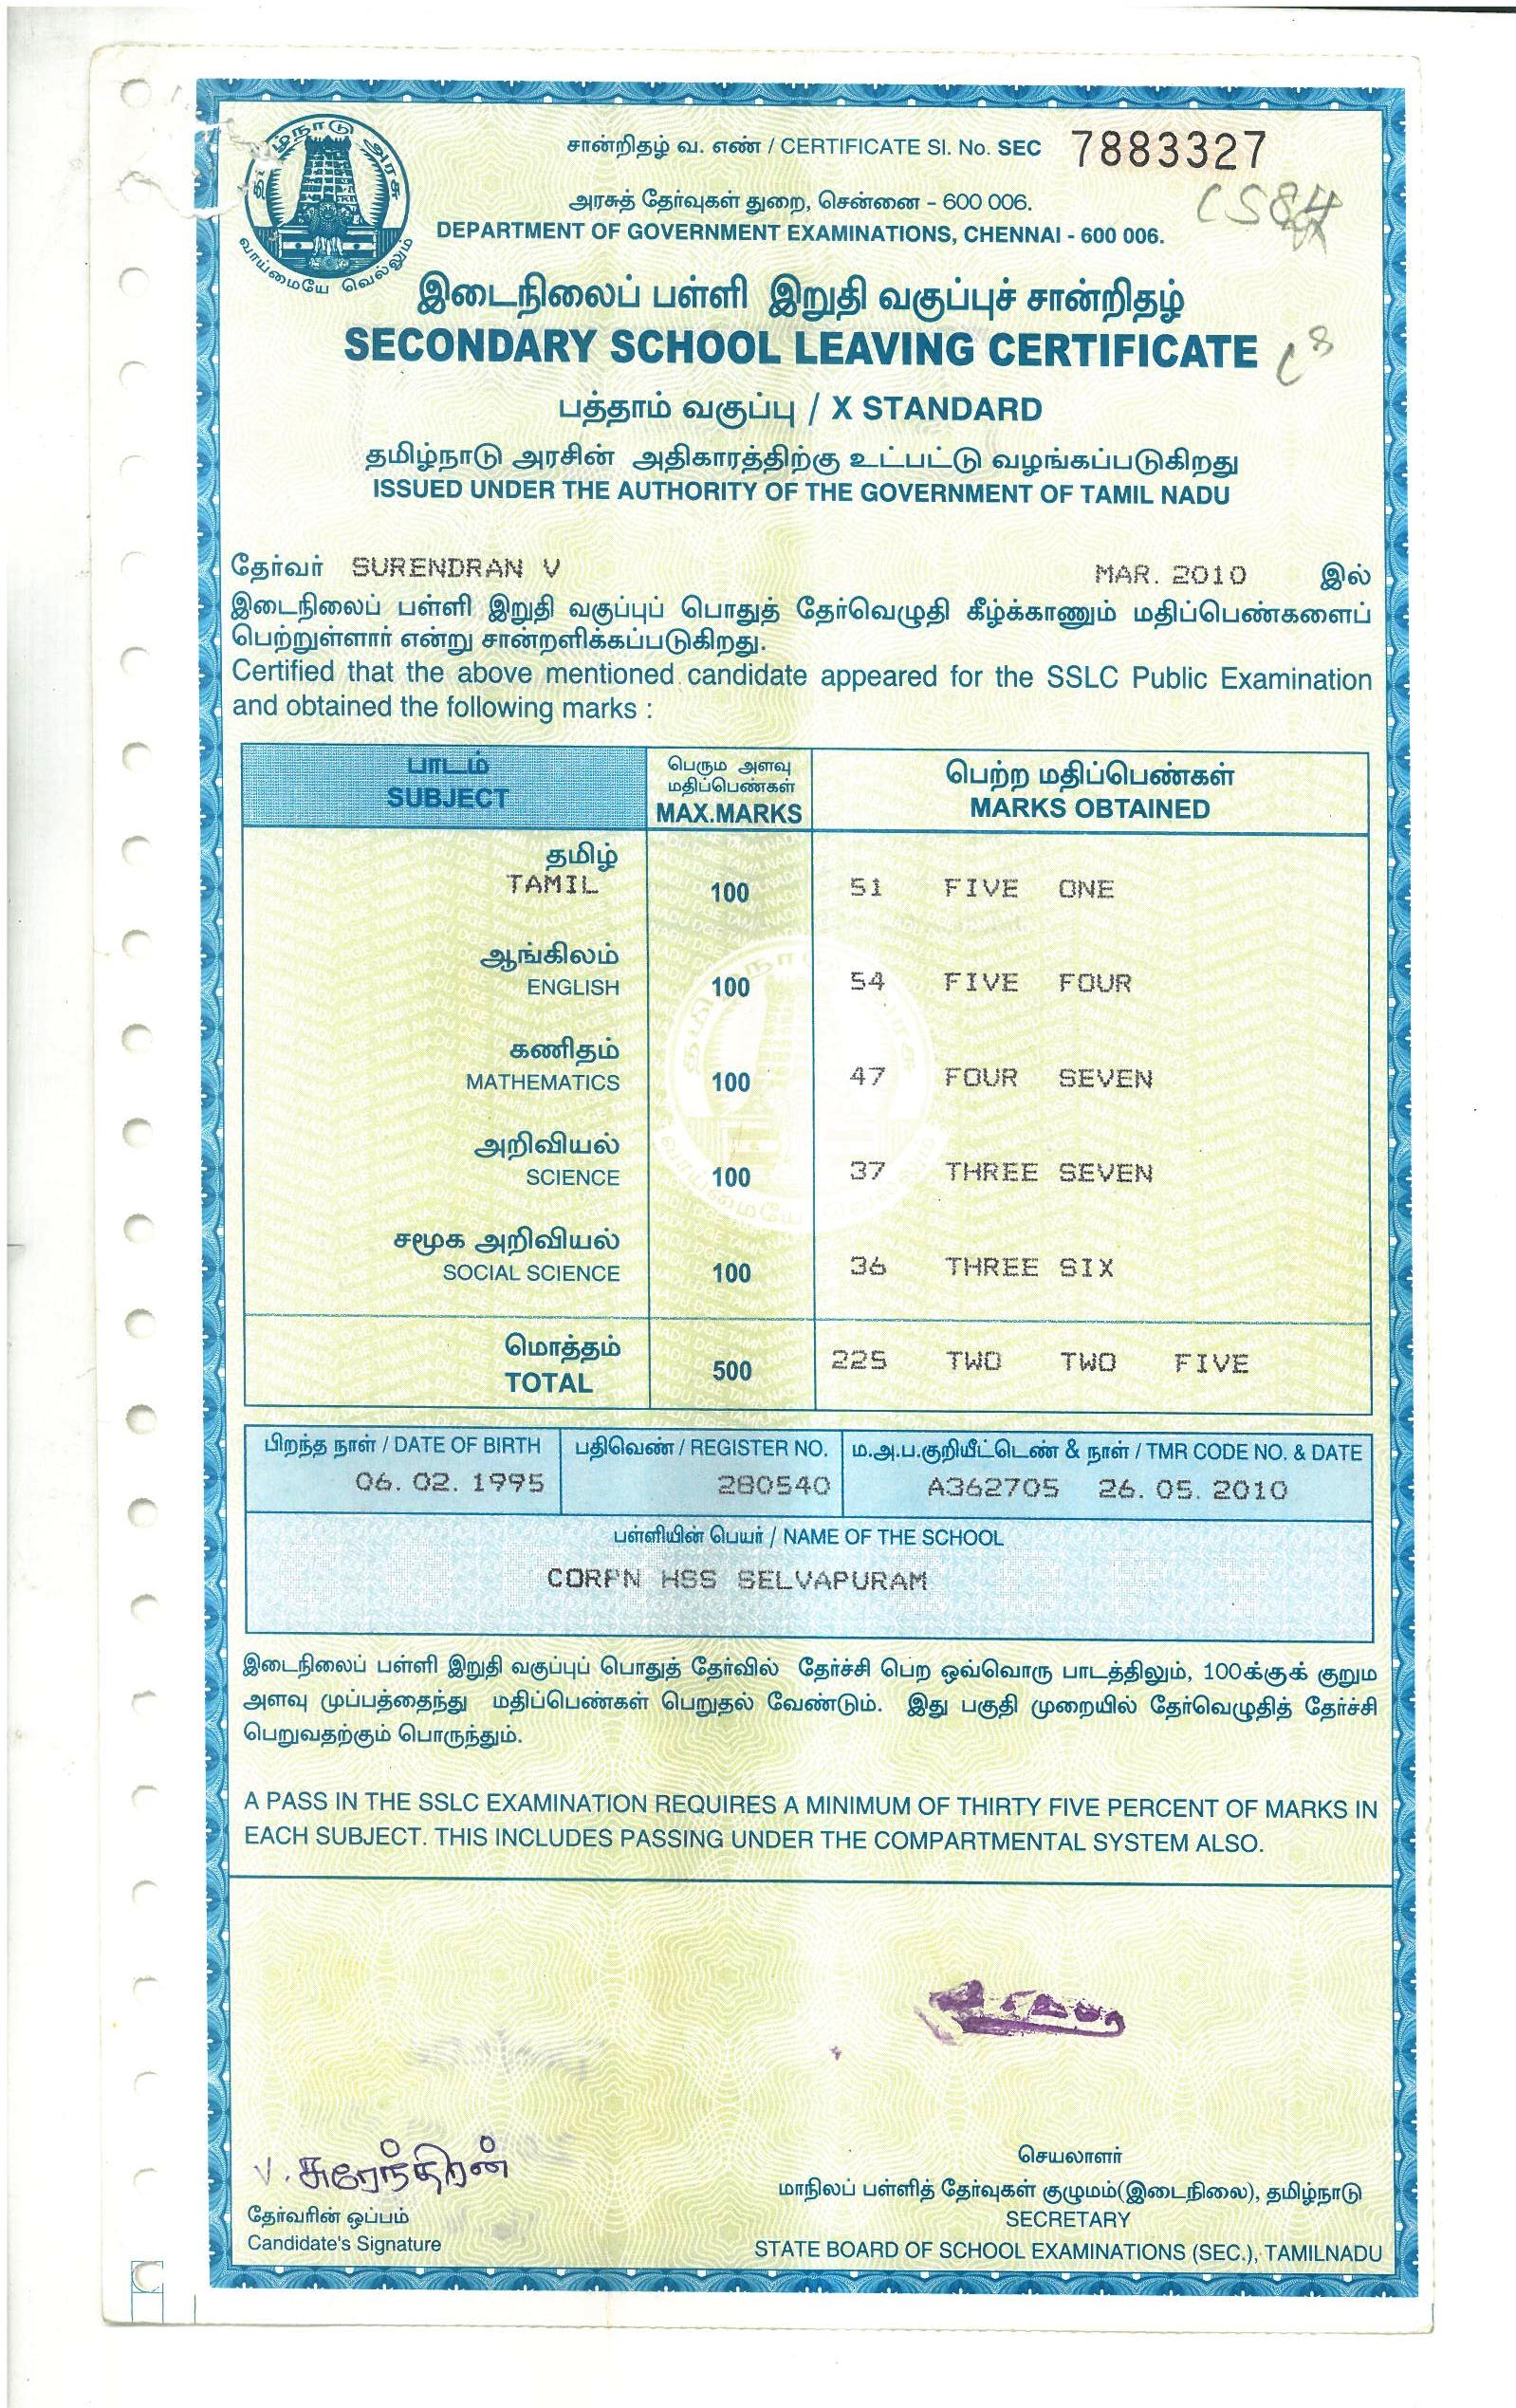 தமிழ்நாடு அரசு
வாய்மையே வெல்லும்
சான்றிதழ் வ. எண் / CERTIFICATE Sl. No. SEC 7883327
அரசுத் தேர்வுகள் துறை, சென்னை - 600 006.
DEPARTMENT OF GOVERNMENT EXAMINATIONS, CHENNAI - 600 006.
இடைநிலைப் பள்ளி இறுதி வகுப்புச் சான்றிதழ்
SECONDARY SCHOOL LEAVING CERTIFICATE
பத்தாம் வகுப்பு / X STANDARD
தமிழ்நாடு அரசின் அதிகாரத்திற்கு உட்பட்டு வழங்கப்படுகிறது
ISSUED UNDER THE AUTHORITY OF THE GOVERNMENT OF TAMIL NADU
தேர்வர் SURENDRAN V MAR. 2010 இல்
இடைநிலைப் பள்ளி இறுதி வகுப்புப் பொதுத் தேர்வெழுதி கீழ்க்காணும் மதிப்பெண்களைப்
பெற்றுள்ளார் என்று சான்றளிக்கப்படுகிறது.
Certified that the above mentioned candidate appeared for the SSLC Public Examination
and obtained the following marks :
பாடம் பெரும அளவு மதிப்பெண்கள் பெற்ற மதிப்பெண்கள்
SUBJECT MAX.MARKS MARKS OBTAINED
தமிழ்
TAMIL 100 51 FIVE ONE
ஆங்கிலம்
ENGLISH 100 54 FIVE FOUR
கணிதம்
MATHEMATICS 100 47 FOUR SEVEN
அறிவியல்
SCIENCE 100 37 THREE SEVEN
சமூக அறிவியல்
SOCIAL SCIENCE 100 36 THREE SIX
மொத்தம்
TOTAL 500 225 TWO TWO FIVE
பிறந்த நாள் / DATE OF BIRTH பதிவெண் / REGISTER NO. ம.அ.ப.குறியீட்டெண் & நாள் / TMR CODE NO. & DATE
06. 02. 1995 280540 A362705 26. 05. 2010
பள்ளியின் பெயர் / NAME OF THE SCHOOL
CORPN HSS SELVAPURAM
இடைநிலைப் பள்ளி இறுதி வகுப்புப் பொதுத் தேர்வில் தேர்ச்சி பெற ஒவ்வொரு பாடத்திலும், 100க்குக் குறும
அளவு முப்பத்தைந்து மதிப்பெண்கள் பெறுதல் வேண்டும். இது பகுதி முறையில் தேர்வெழுதித் தேர்ச்சி
பெறுவதற்கும் பொருந்தும்.
A PASS IN THE SSLC EXAMINATION REQUIRES A MINIMUM OF THIRTY FIVE PERCENT OF MARKS IN
EACH SUBJECT. THIS INCLUDES PASSING UNDER THE COMPARTMENTAL SYSTEM ALSO.
V. சுரேந்திரன்
தேர்வரின் ஒப்பம்
Candidate's Signature
செயலாளர்
மாநிலப் பள்ளித் தேர்வுகள் குழுமம்(இடைநிலை), தமிழ்நாடு
SECRETARY
STATE BOARD OF SCHOOL EXAMINATIONS (SEC.), TAMILNADU